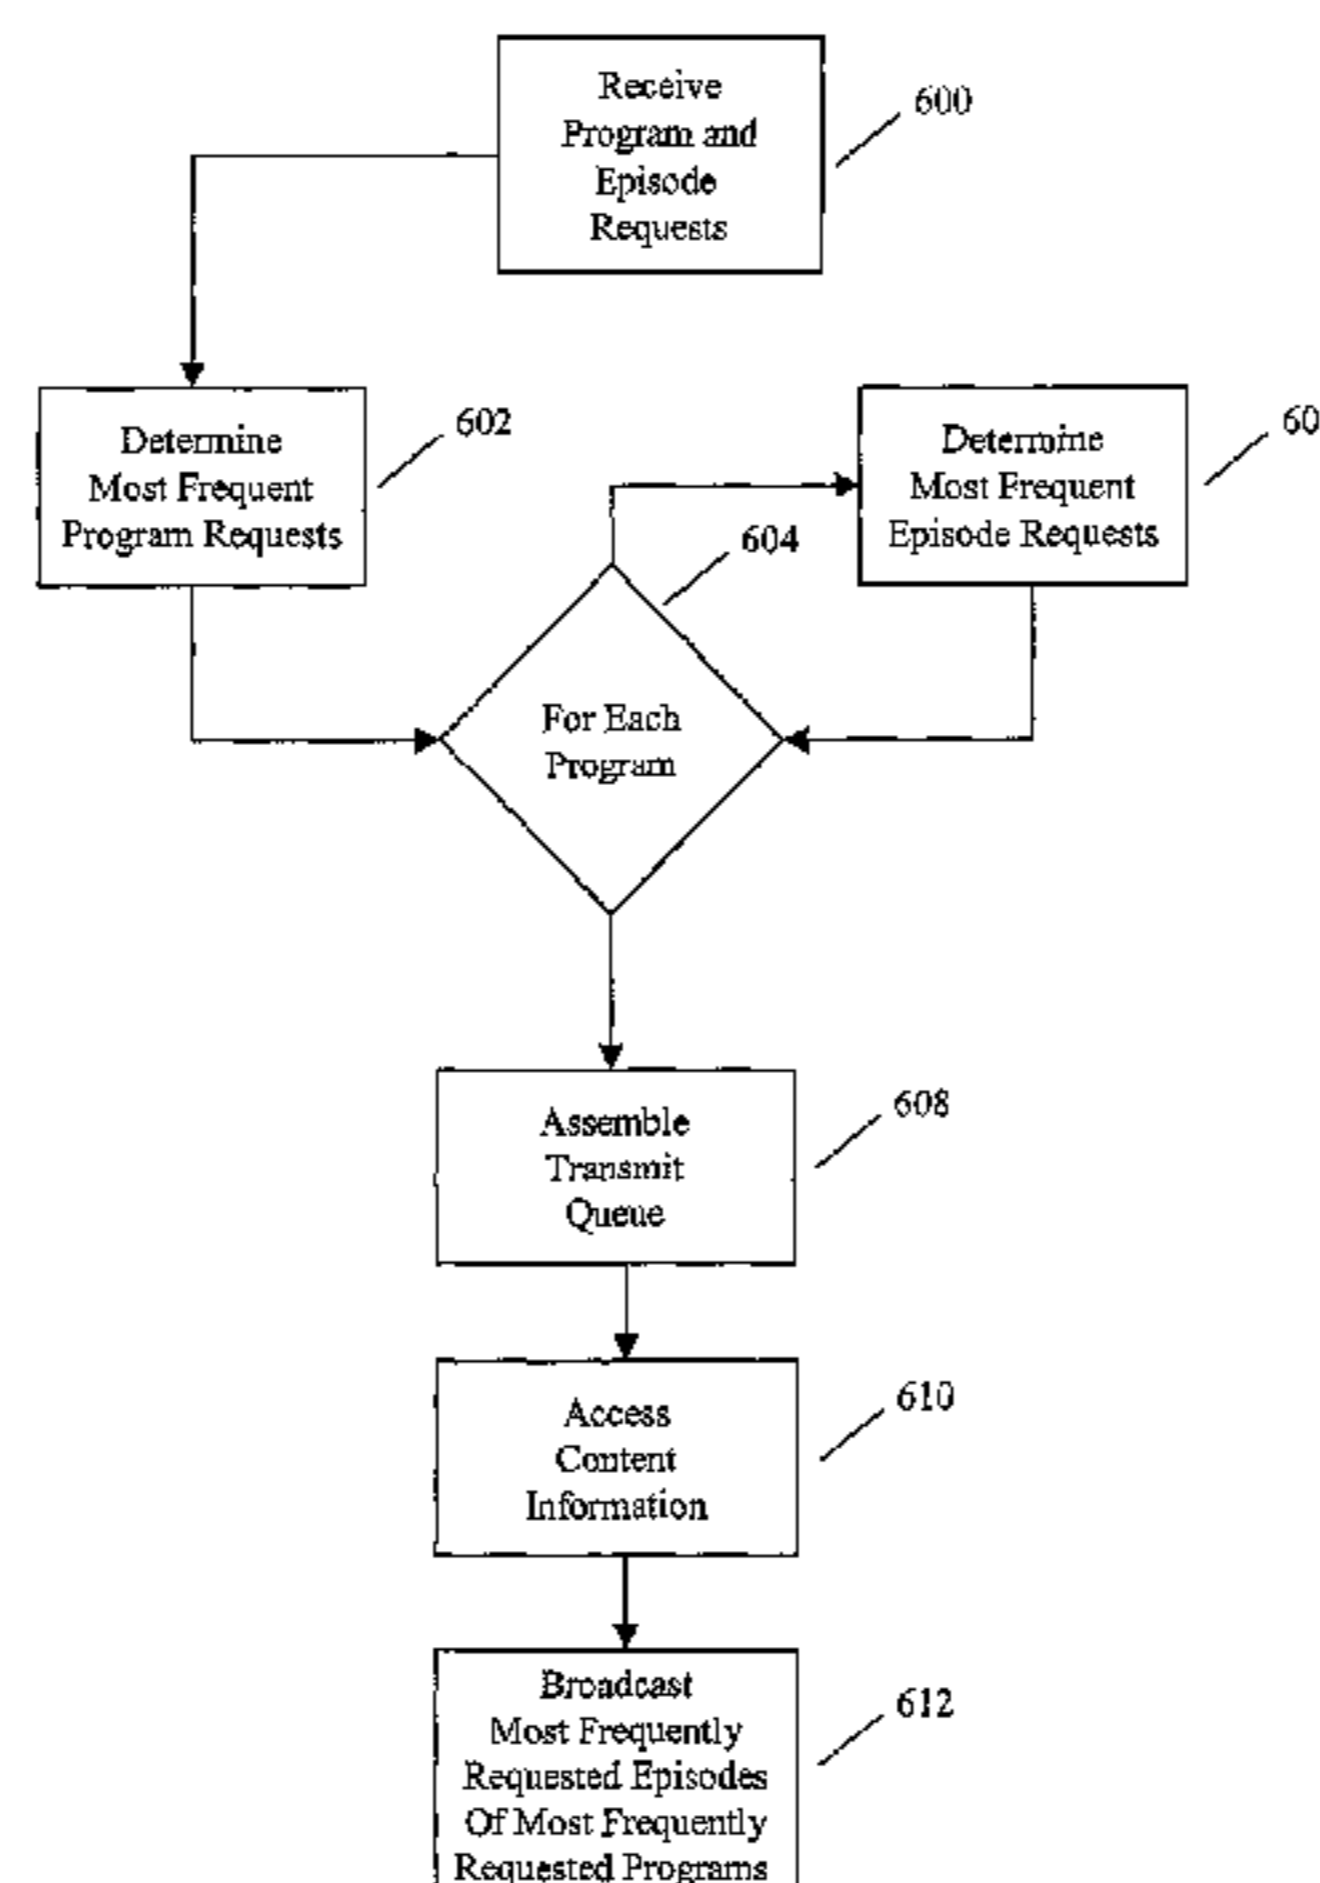 Receive
Program and
Episode
Requests
600
Determine
Most Frequent
Program Requests
602
Determine
Most Frequent
Episode Requests
60
604
For Each
Program
Assemble
Transmit
Queue
608
Access
Content
Information
610
Broadcast
Most Frequently
Requested Episodes
Of Most Frequently
Requested Programs
612